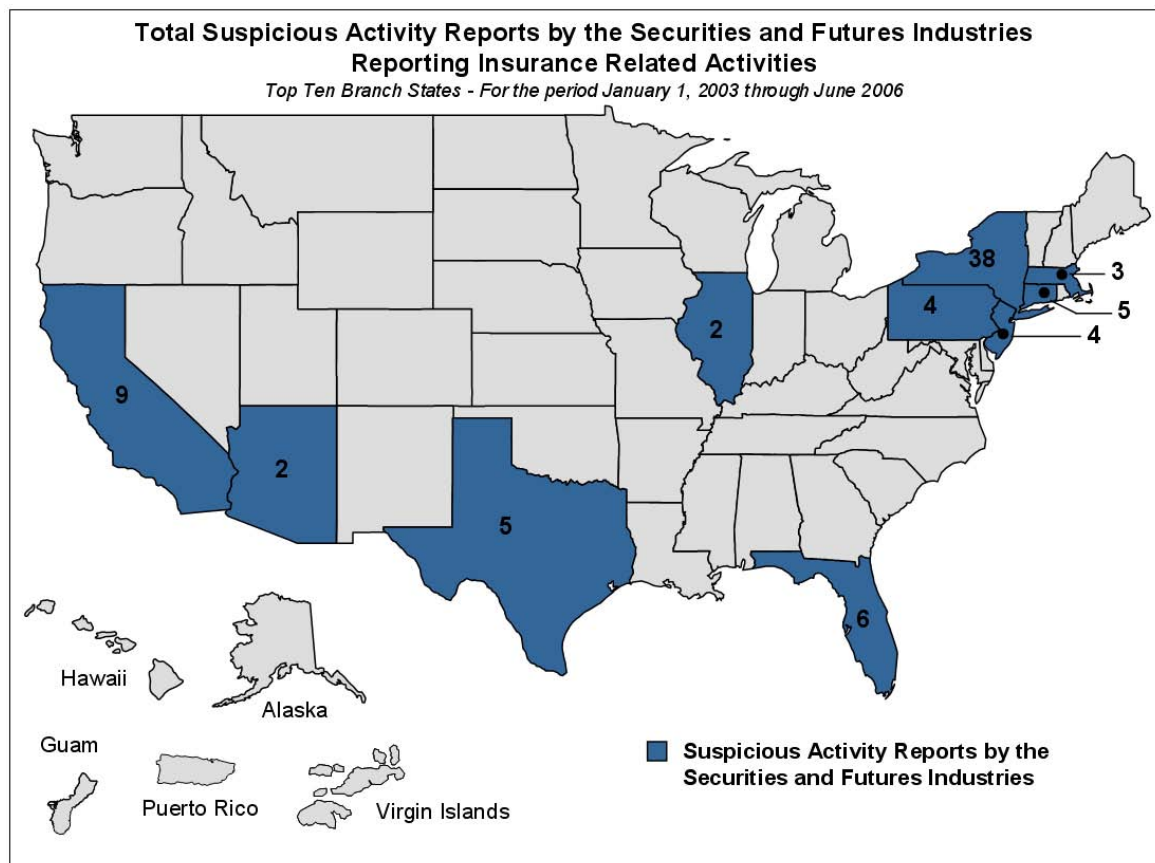 Total Suspicious Activity Reports by the Securities and Futures Industries
Reporting Insurance Related Activities
Top Ten Branch States - For the period January 1, 2003 through June 2006
38
3
4
2
5
4
9
2
5
6
Hawaii
Alaska
Guam
Puerto Rico
Virgin Islands
Suspicious Activity Reports by the
Securities and Futures Industries